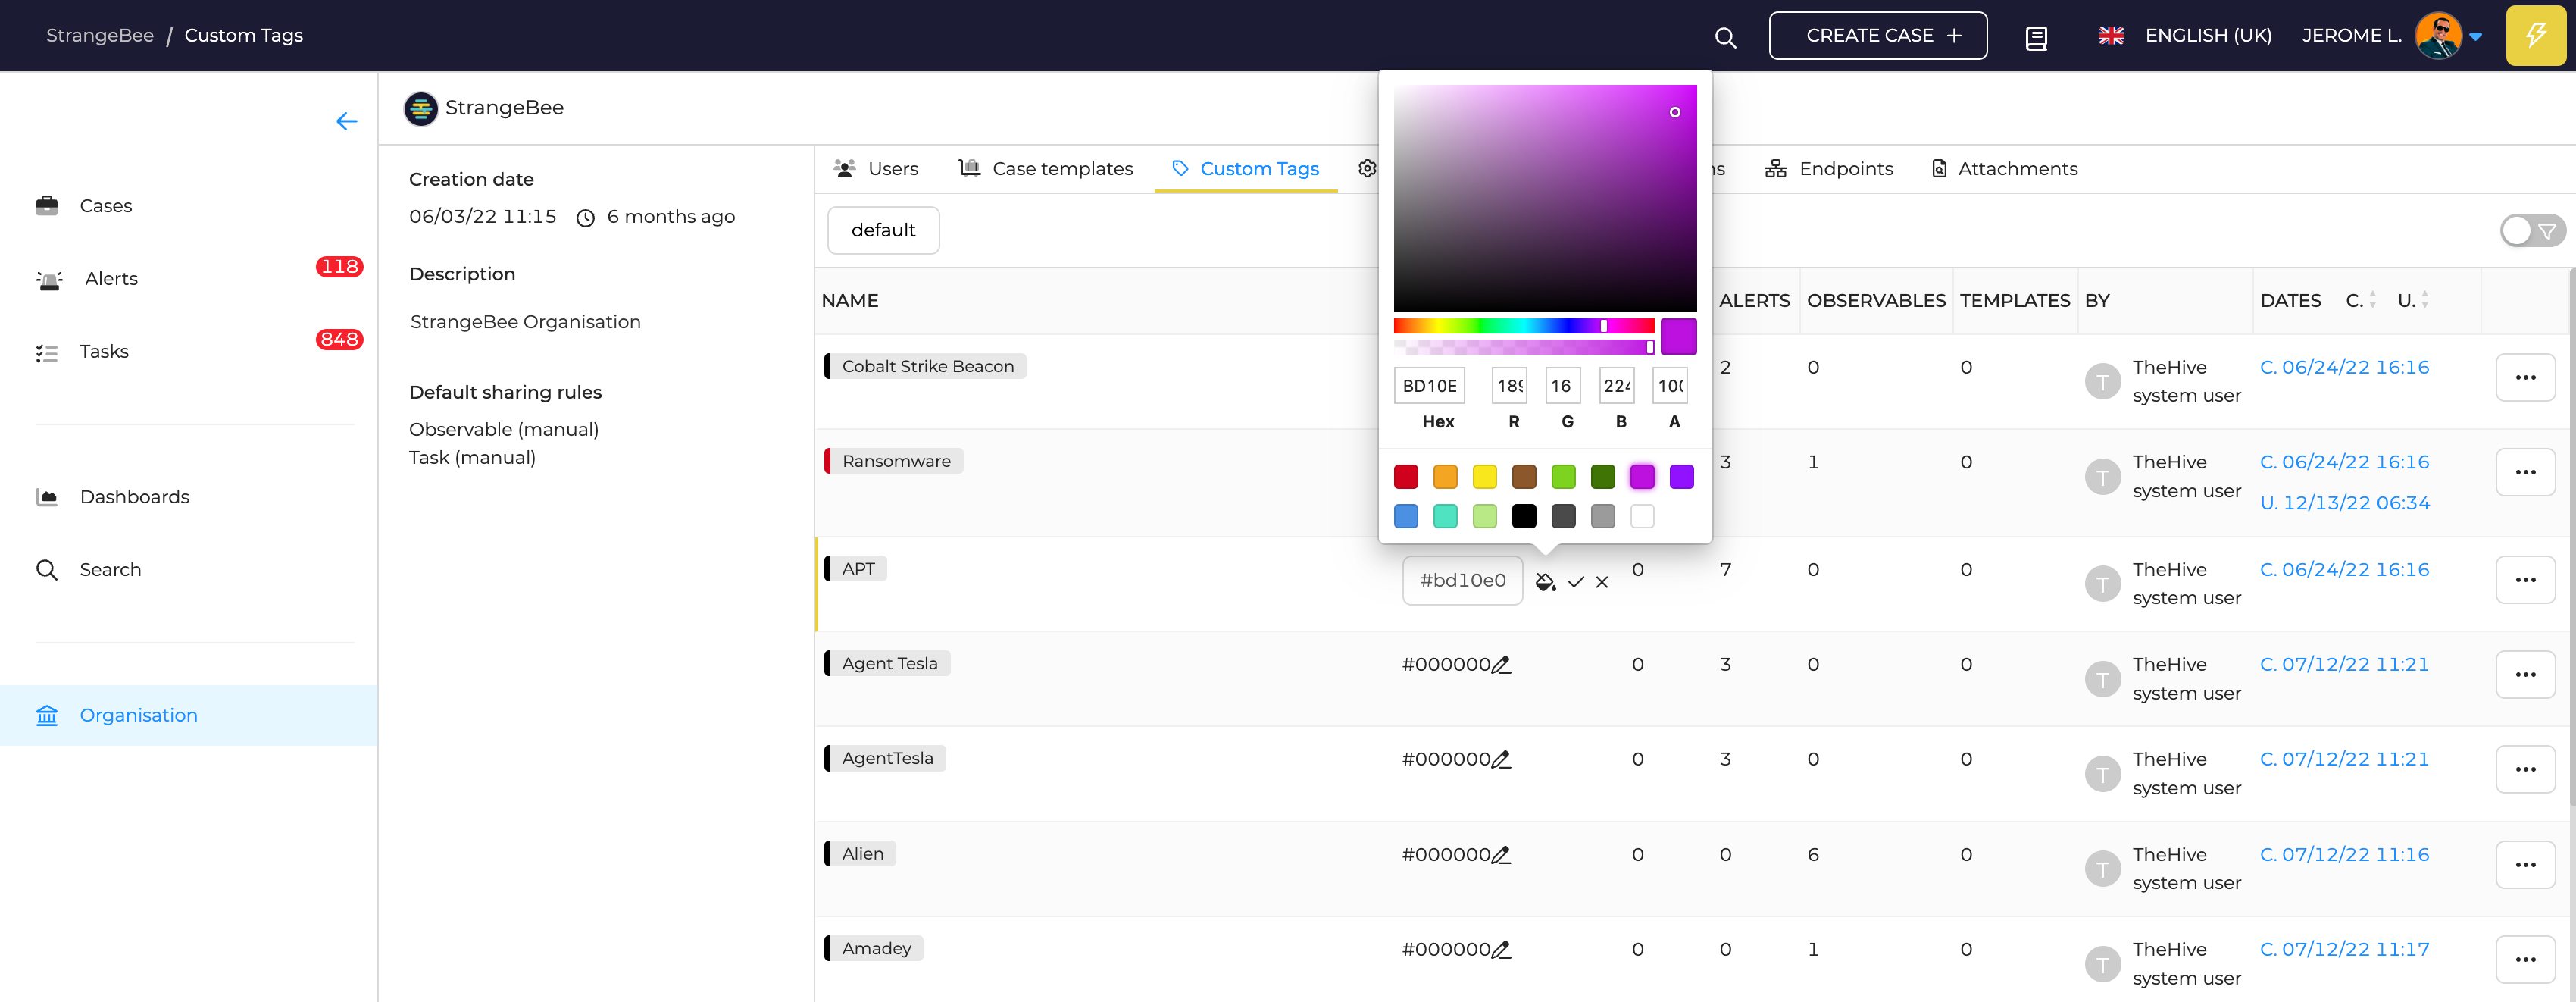 StrangeBee / Custom Tags
CREATE CASE +
ENGLISH (UK)
JEROME L.
StrangeBee
Cases
Alerts
118
Tasks
848
Dashboards
Search
Organisation
Creation date
06/03/22 11:15 6 months ago
Description
StrangeBee Organisation
Default sharing rules
Observable (manual)
Task (manual)
Users Case templates Custom Tags Endpoints Attachments
default
BD10E 16
Hex R G B A
NAME ALERTS OBSERVABLES TEMPLATES BY DATES C. U.
Cobalt Strike Beacon 2 0 0 T TheHive system user C. 06/24/22 16:16
Ransomware 3 1 0 T TheHive system user C. 06/24/22 16:16
U. 12/13/22 06:34
APT #bd10e0 0 7 0 0 T TheHive system user C. 06/24/22 16:16
Agent Tesla #000000 0 3 0 0 T TheHive system user C. 07/12/22 11:21
AgentTesla #000000 0 3 0 0 T TheHive system user C. 07/12/22 11:21
Alien #000000 0 0 6 0 T TheHive system user C. 07/12/22 11:16
Amadey #000000 0 0 1 0 T TheHive system user C. 07/12/22 11:17